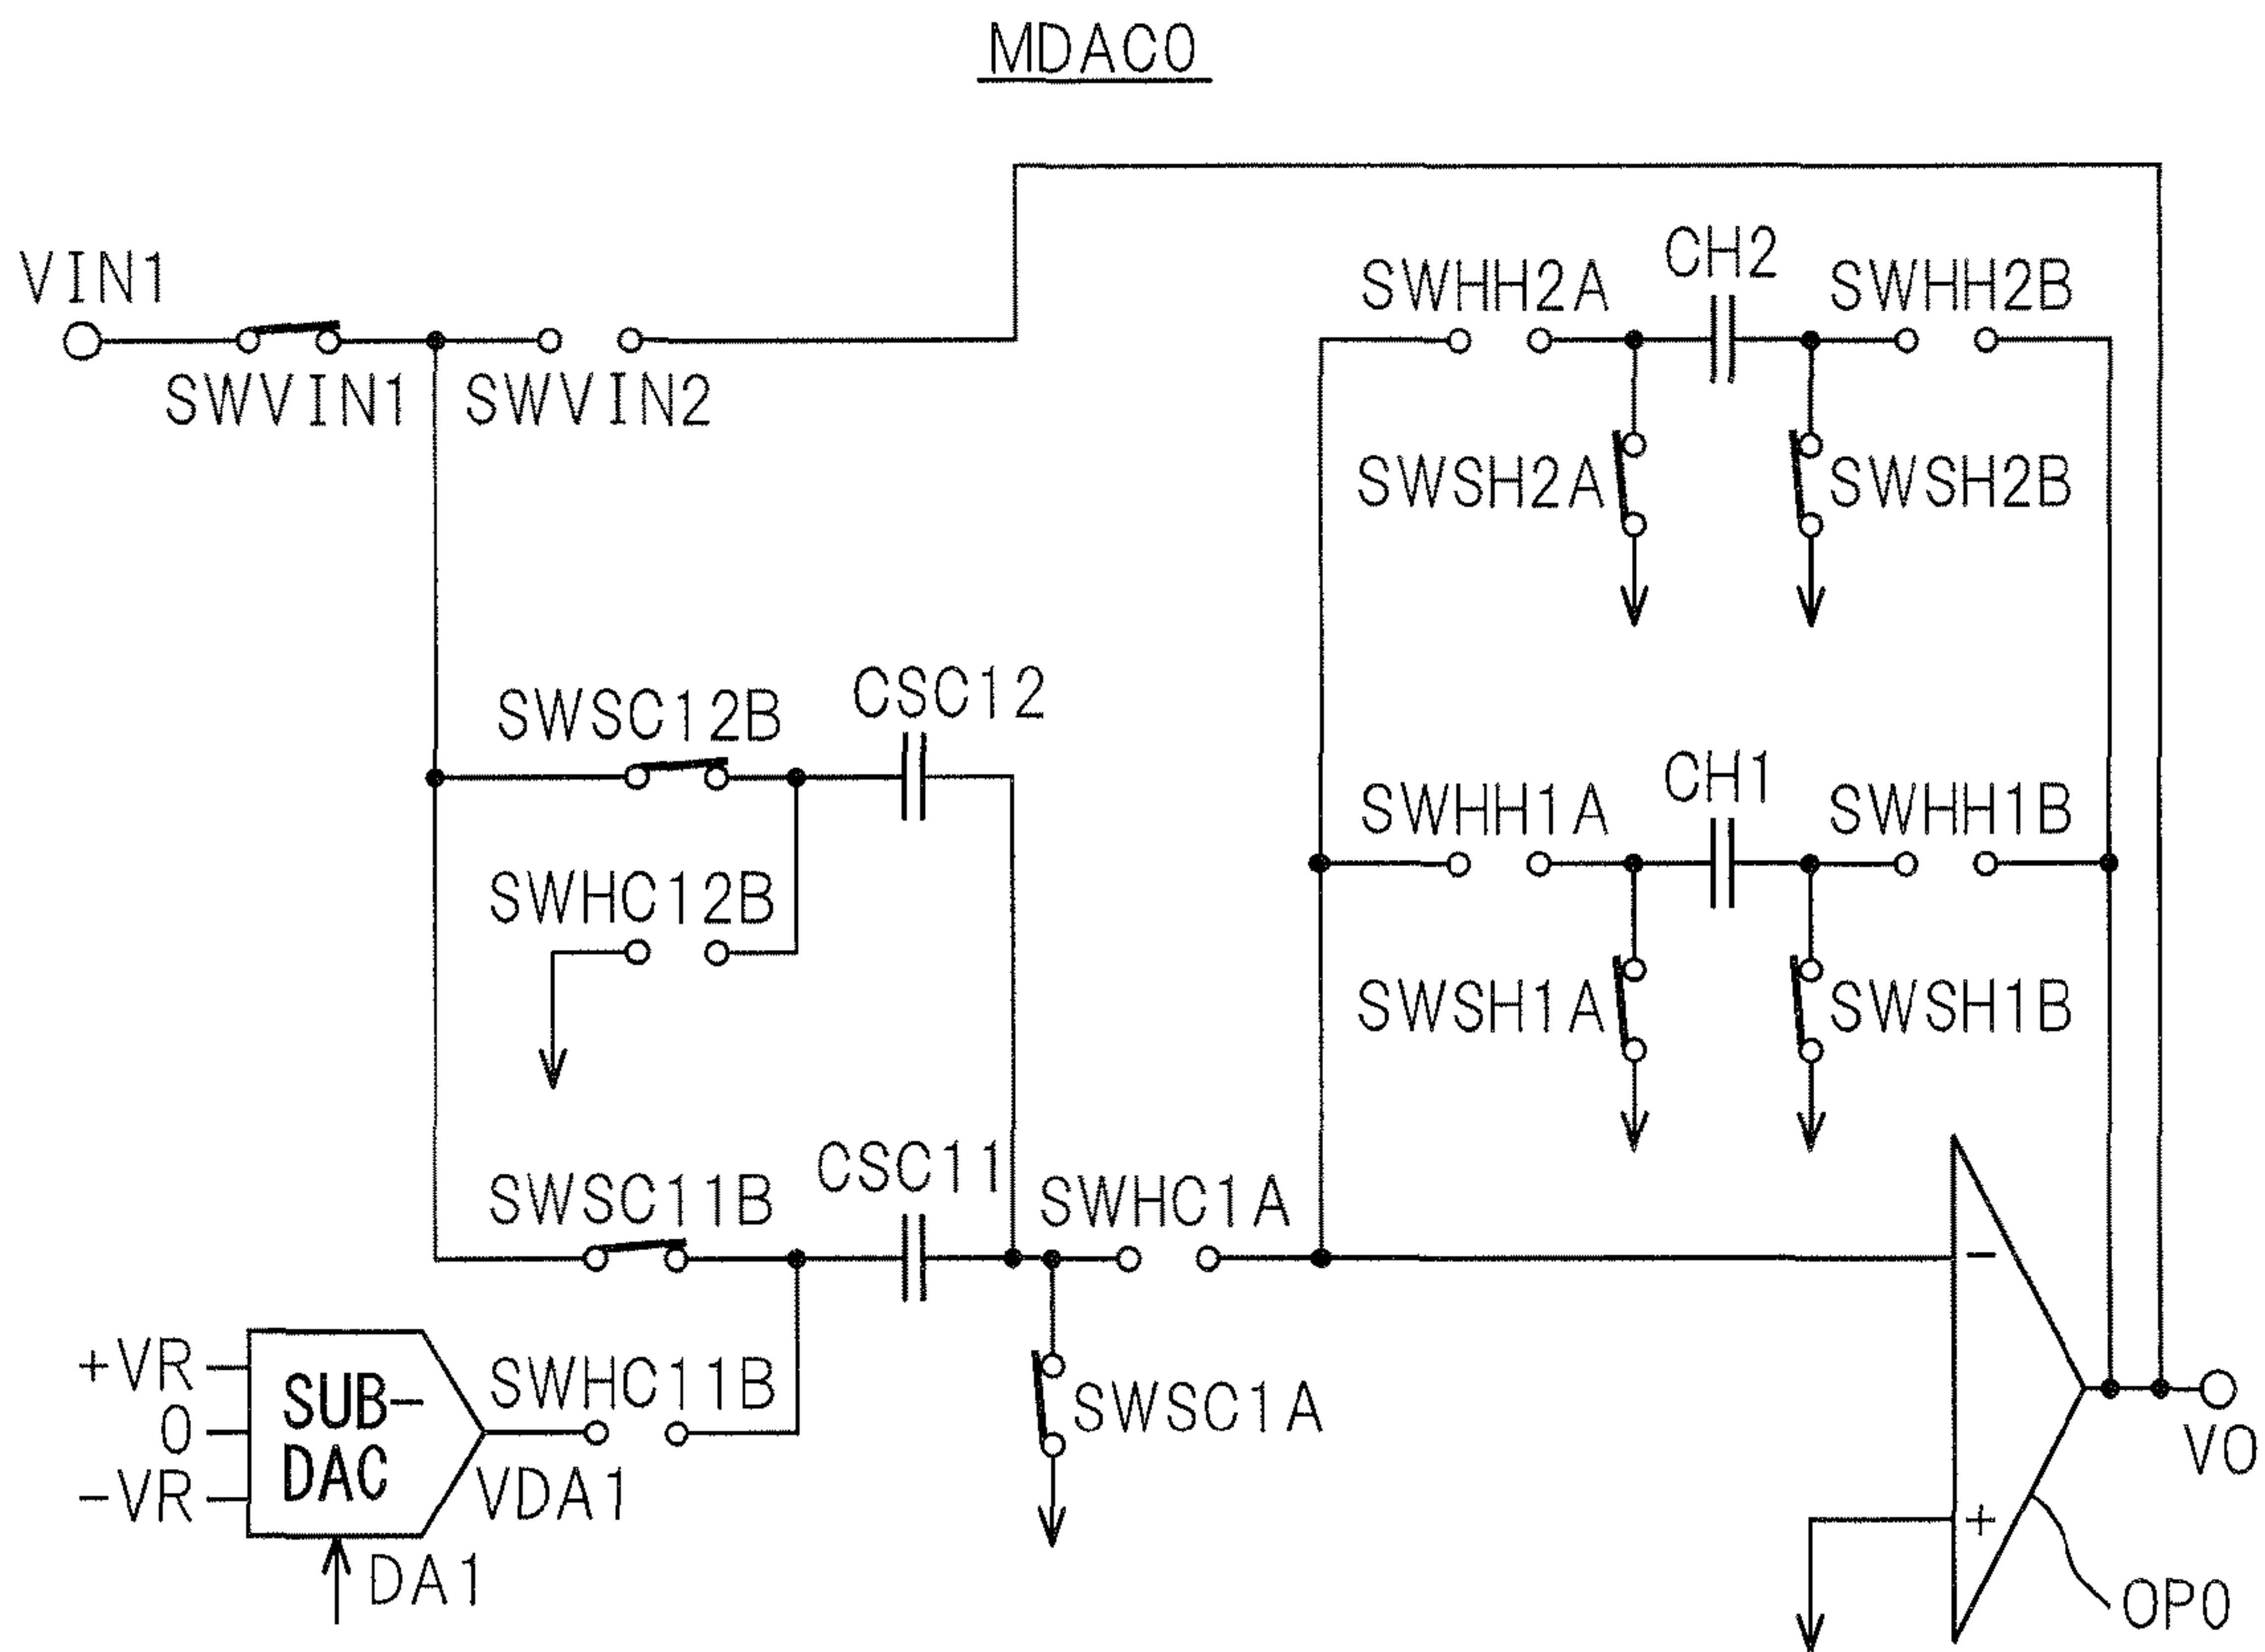 MDAC0
VIN1
SWVIN1
SWVIN2
SWHH2A
CH2
SWHH2B
SWSH2A
SWSH2B
SWSC12B
CSC12
SWHC12B
SWHH1A
CH1
SWHH1B
SWSH1A
SWSH1B
SWSC11B
CSC11
SWHC1A
SWSC1A
+VR
0
-VR
SUB-
DAC
SWHC11B
VDA1
DA1
-
+
VO
OP0